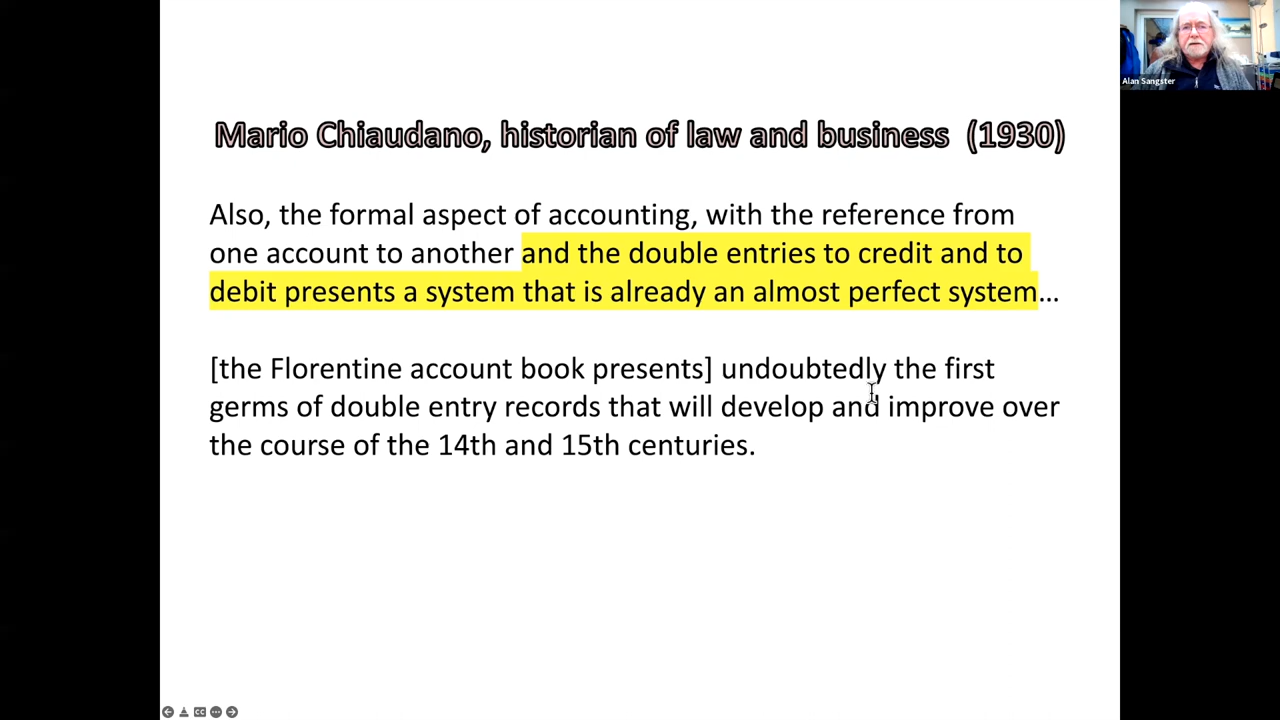 Alan Sangster
Mario Chiaudano, historian of law and business (1930)
Also, the formal aspect of accounting, with the reference from
one account to another and the double entries to credit and to
debit presents a system that is already an almost perfect system…
[the Florentine account book presents] undoubtedly the first
germs of double entry records that will develop and improve over
the course of the 14th and 15th centuries.
CC